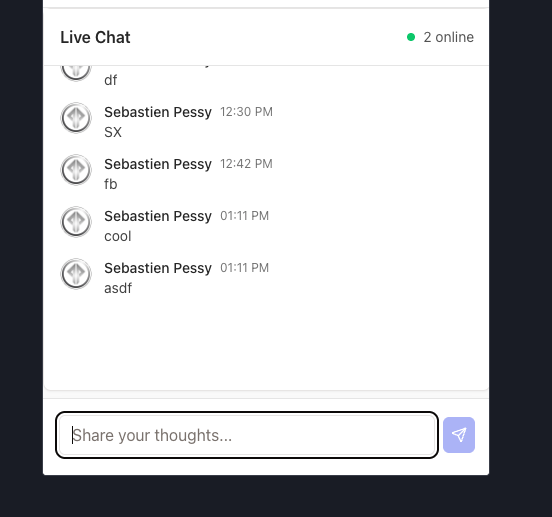 Live Chat
2 online
df
Sebastien Pessy 12:30 PM
SX
Sebastien Pessy 12:42 PM
fb
Sebastien Pessy 01:11 PM
cool
Sebastien Pessy 01:11 PM
asdf
Share your thoughts...